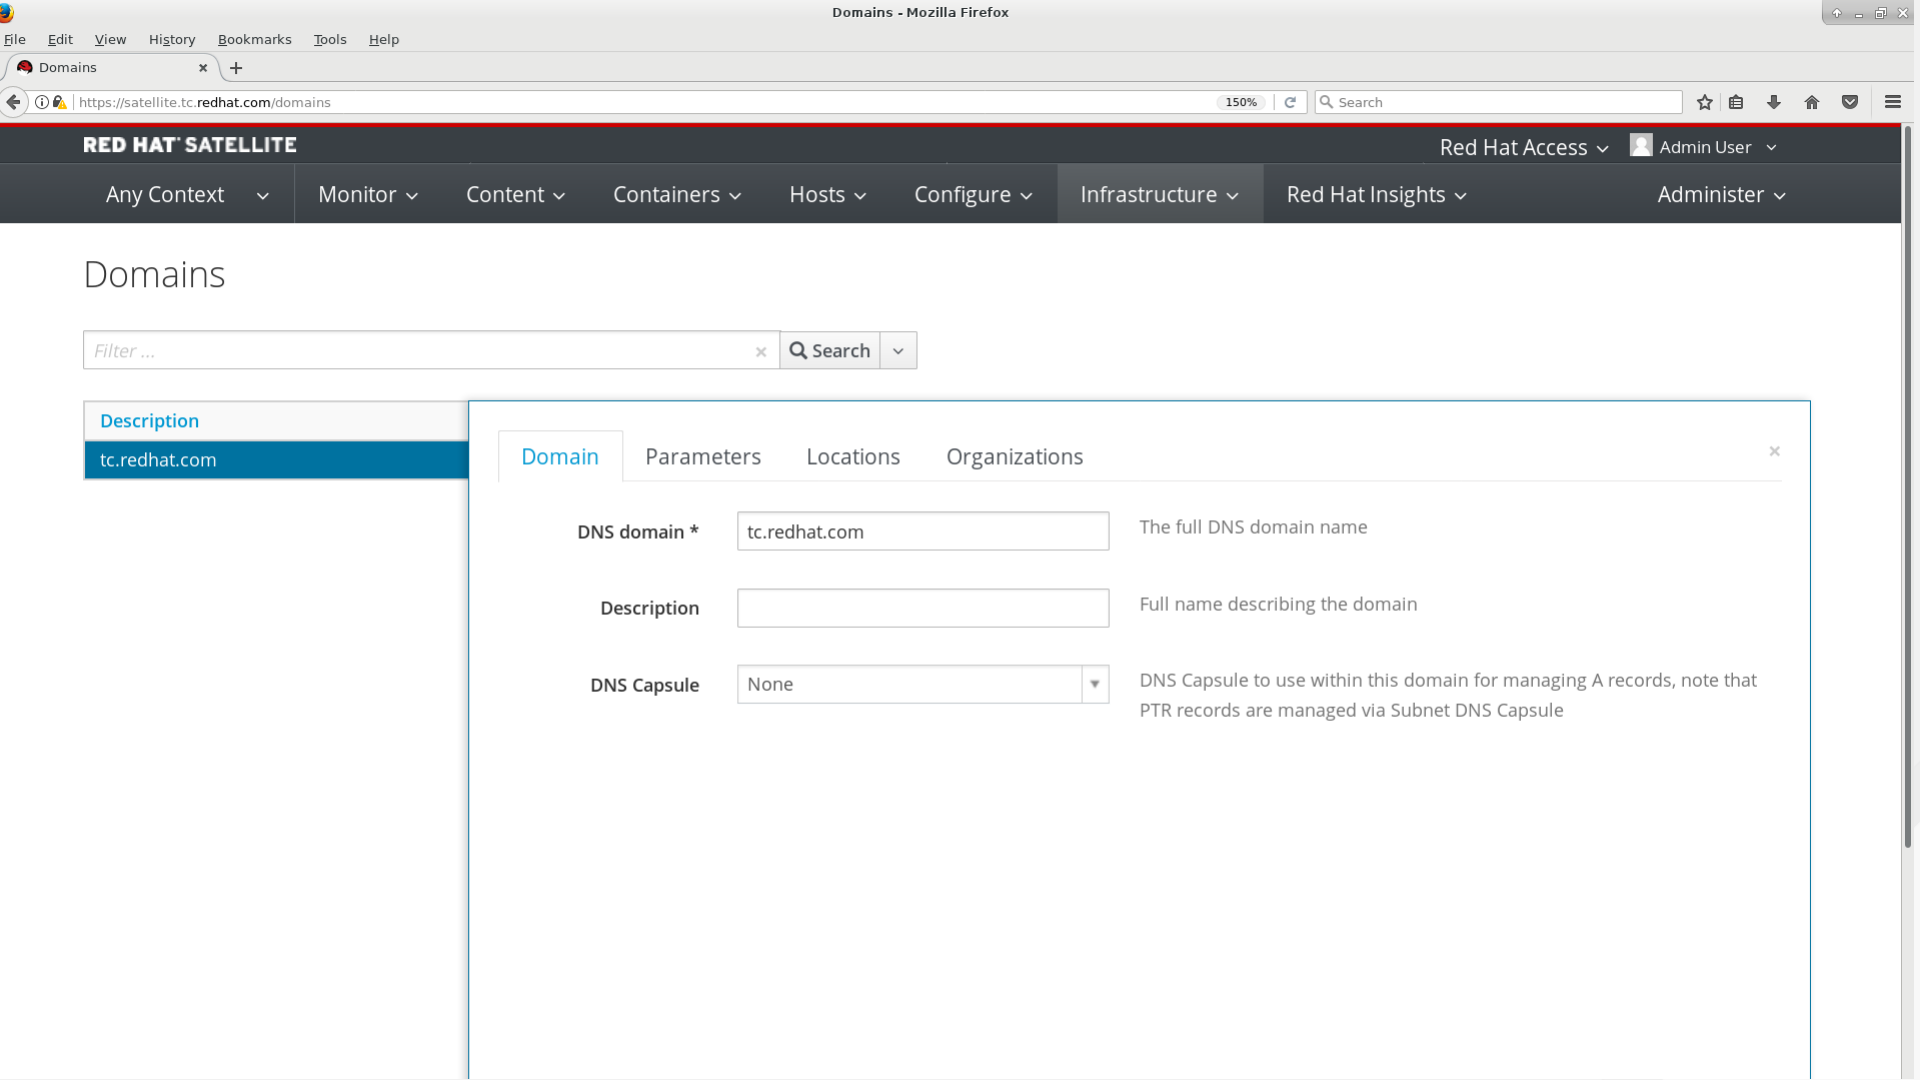 Domains - Mozilla Firefox
File Edit View History Bookmarks Tools Help
Domains
https://satellite.tc.redhat.com/domains 150% Search
RED HAT SATELLITE Red Hat Access Admin User
Any Context Monitor Content Containers Hosts Configure Infrastructure Red Hat Insights Administer
Domains
Filter ... Search
Description
tc.redhat.com
Domain Parameters Locations Organizations
DNS domain * tc.redhat.com The full DNS domain name
Description Full name describing the domain
DNS Capsule None DNS Capsule to use within this domain for managing A records, note that
PTR records are managed via Subnet DNS Capsule